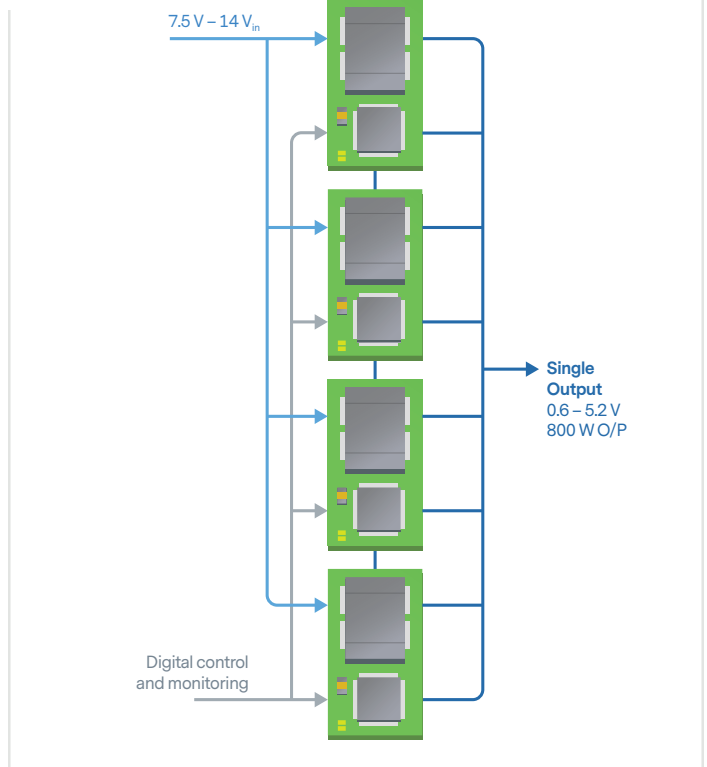 7.5 V – 14 Vin
Single
Output
0.6 – 5.2 V
800 W O/P
Digital control
and monitoring